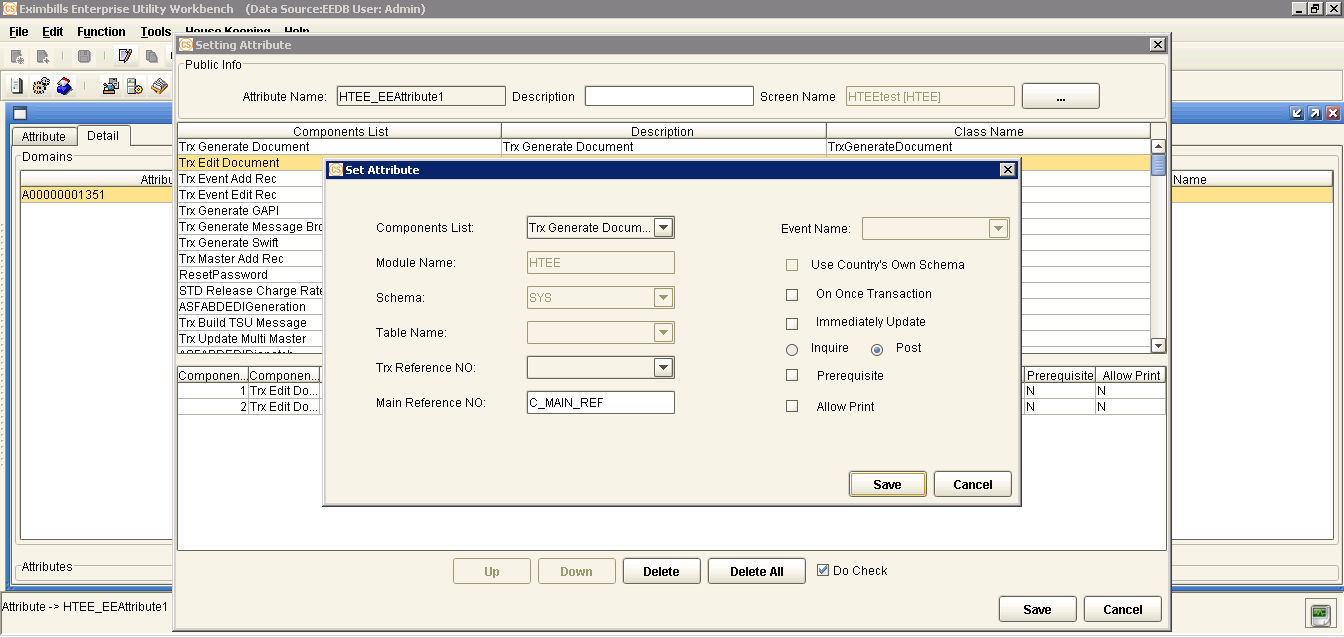 Eximbills Enterprise Utility Workbench (Data Source:EEDB User: Admin)
File Edit Function Tools House Keeping Help
Setting Attribute
Public Info
Attribute Name: HTEE_EEAttribute1 Description Screen Name HTEEtest [HTEE] ...
Attribute Detail
Domains
Attribu
A00000001351
Name
Components List Description Class Name
Trx Generate Document Trx Generate Document TrxGenerateDocument
Trx Edit Document
Trx Event Add Rec
Trx Event Edit Rec
Trx Generate GAPI
Trx Generate Message Bro
Trx Generate Swift
Trx Master Add Rec
ResetPassword
STD Release Charge Rate
ASFABDEDIGeneration
Trx Build TSU Message
Trx Update Multi Master
Set Attribute
Components List: Trx Generate Docum... Event Name:
Module Name: HTEE Use Country's Own Schema
Schema: SYS On Once Transaction
Table Name: Immediately Update
Inquire Post
Trx Reference NO: Prerequisite
Main Reference NO: C_MAIN_REF Allow Print
Save Cancel
Componen... Componen... Prerequisite Allow Print
1 Trx Edit Do... N N
2 Trx Edit Do... N N
Up Down Delete Delete All Do Check
Attributes
Save Cancel
Attribute -> HTEE_EEAttribute1